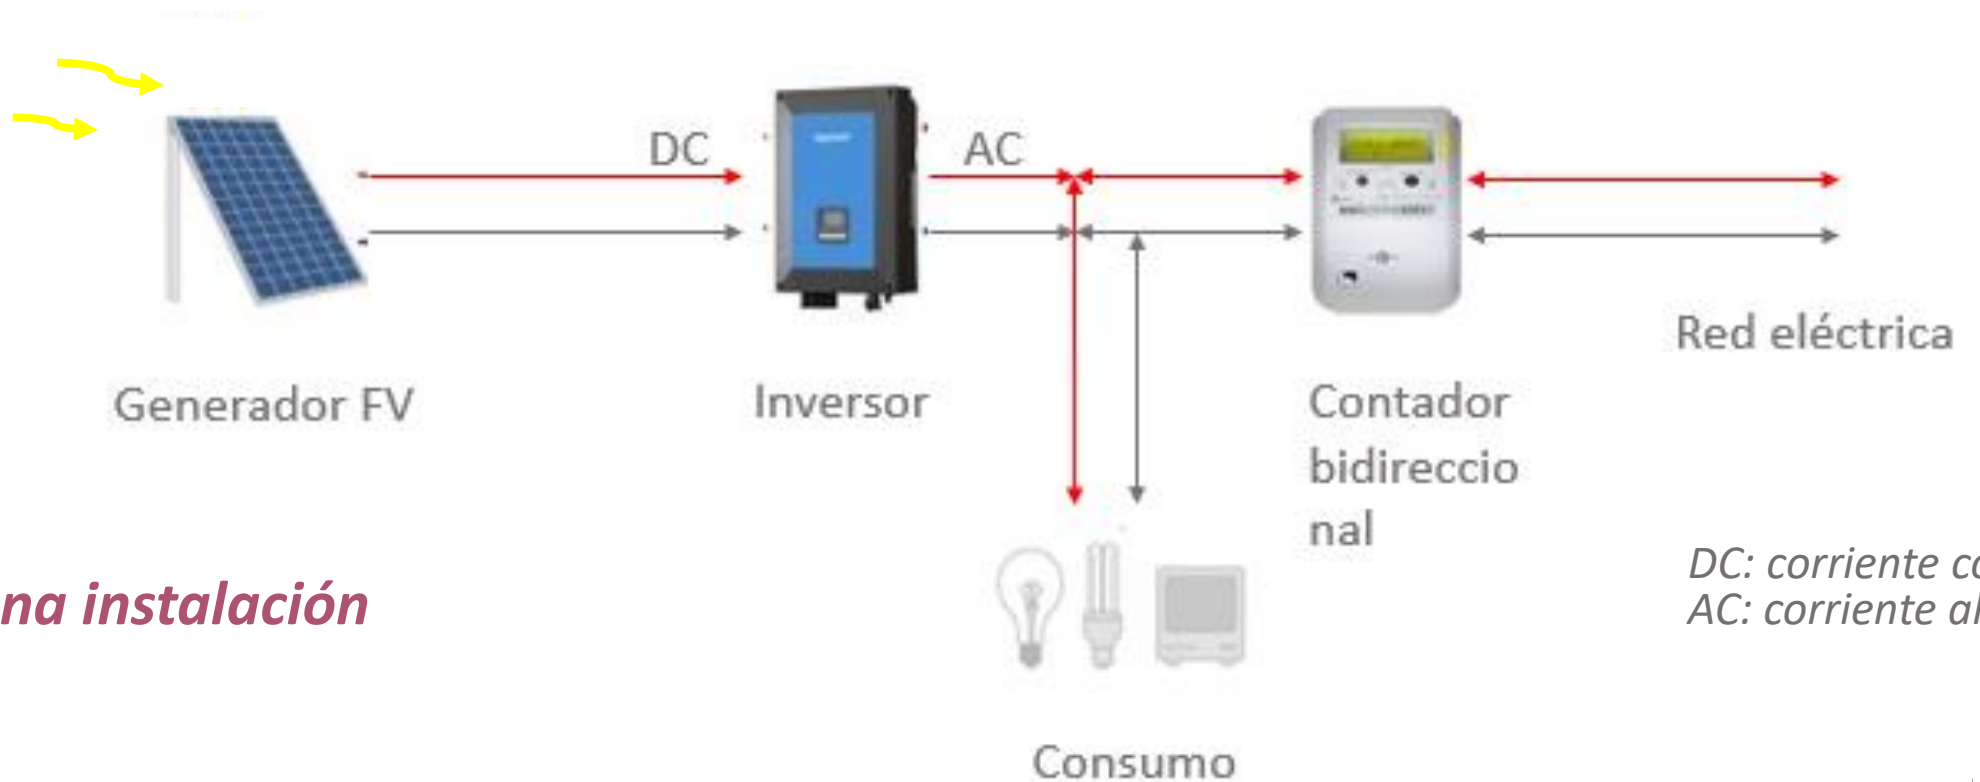 DC
AC
Generador FV
Inversor
Contador
bidireccio
nal
Red eléctrica
na instalación
DC: corriente co
AC: corriente al
Consumo